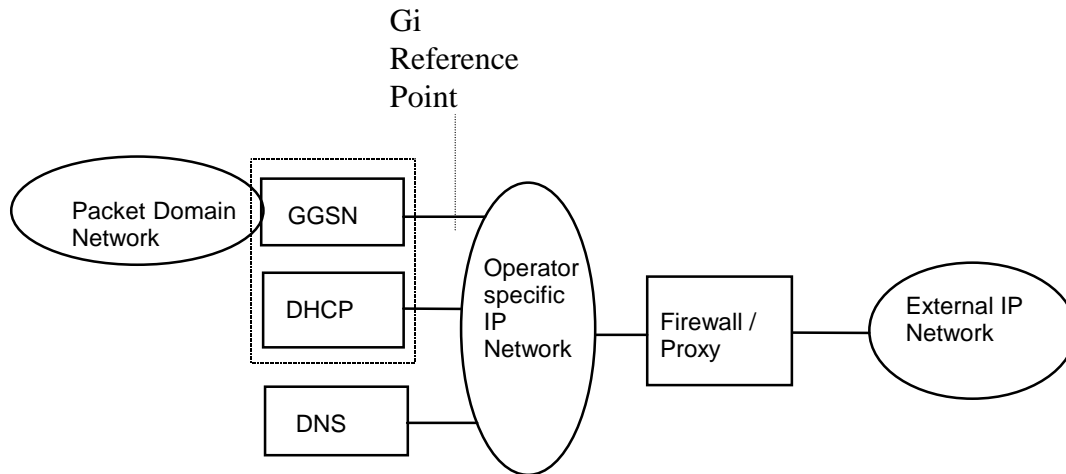 Gi
Reference
Point
Packet Domain
Network
GGSN
DHCP
DNS
Operator
specific
IP
Network
Firewall /
Proxy
External IP
Network